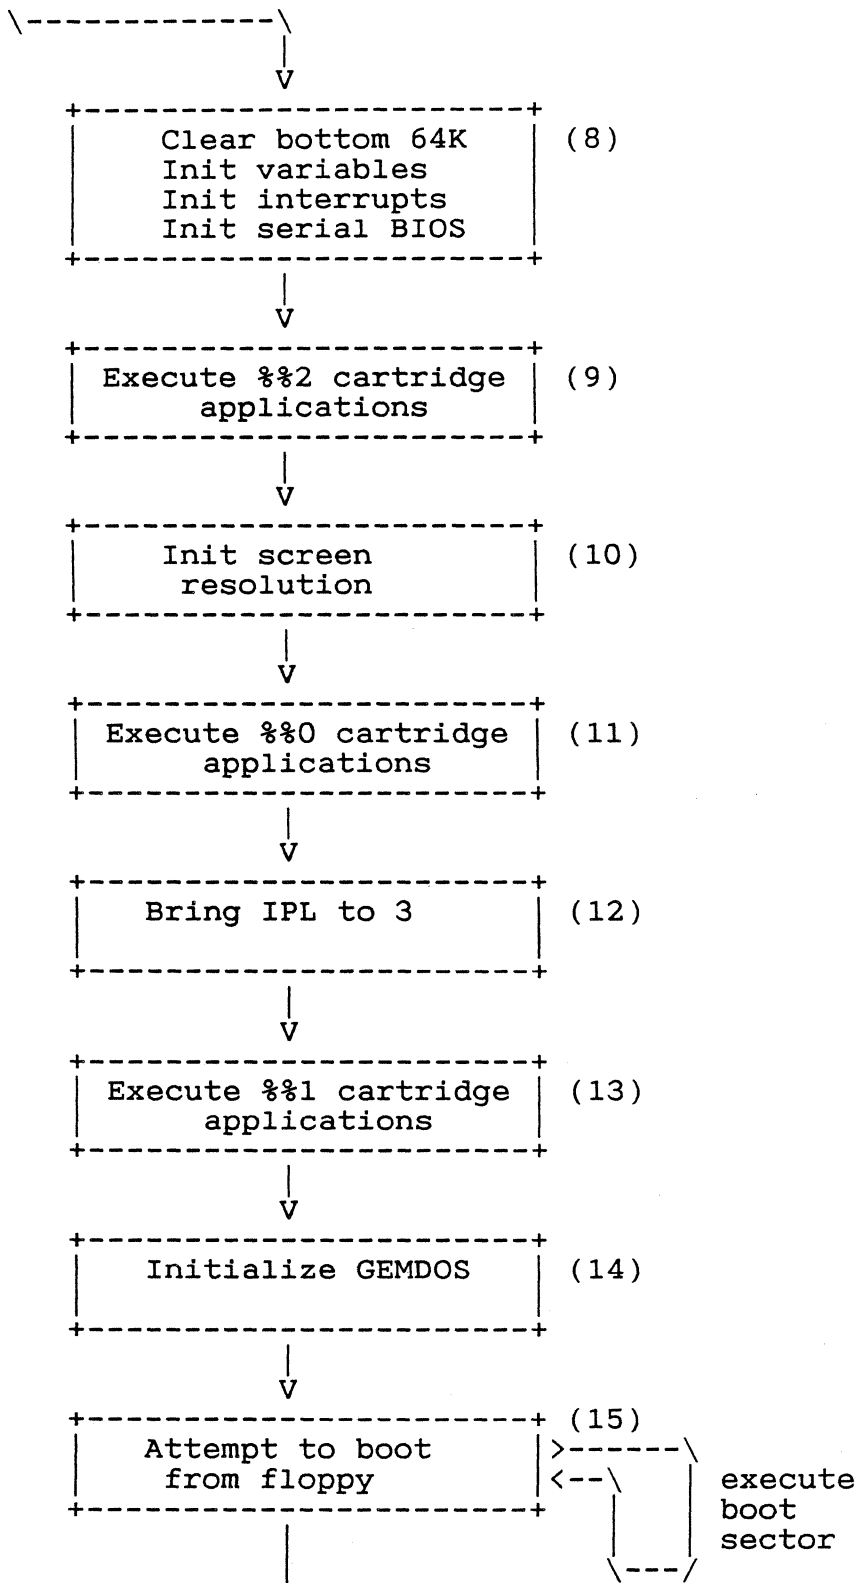 \-------------\
|
V
+------------------------------+
Clear bottom 64K (8)
Init variables
Init interrupts
Init serial BIOS
+------------------------------+
|
V
+------------------------------+
| Execute %%2 cartridge | (9)
| applications |
+------------------------------+
|
V
+------------------------------+
| Init screen | (10)
| resolution |
+------------------------------+
|
V
+------------------------------+
| Execute %%0 cartridge | (11)
| applications |
+------------------------------+
|
V
+------------------------------+
| Bring IPL to 3 | (12)
+------------------------------+
|
V
+------------------------------+
| Execute %%1 cartridge | (13)
| applications |
+------------------------------+
|
V
+------------------------------+
| Initialize GEMDOS | (14)
+------------------------------+
|
V
+------------------------------+ (15)
| Attempt to boot |>------\
| from floppy |<--\ | execute
+------------------------------+ | | boot
| | | sector
| \---/